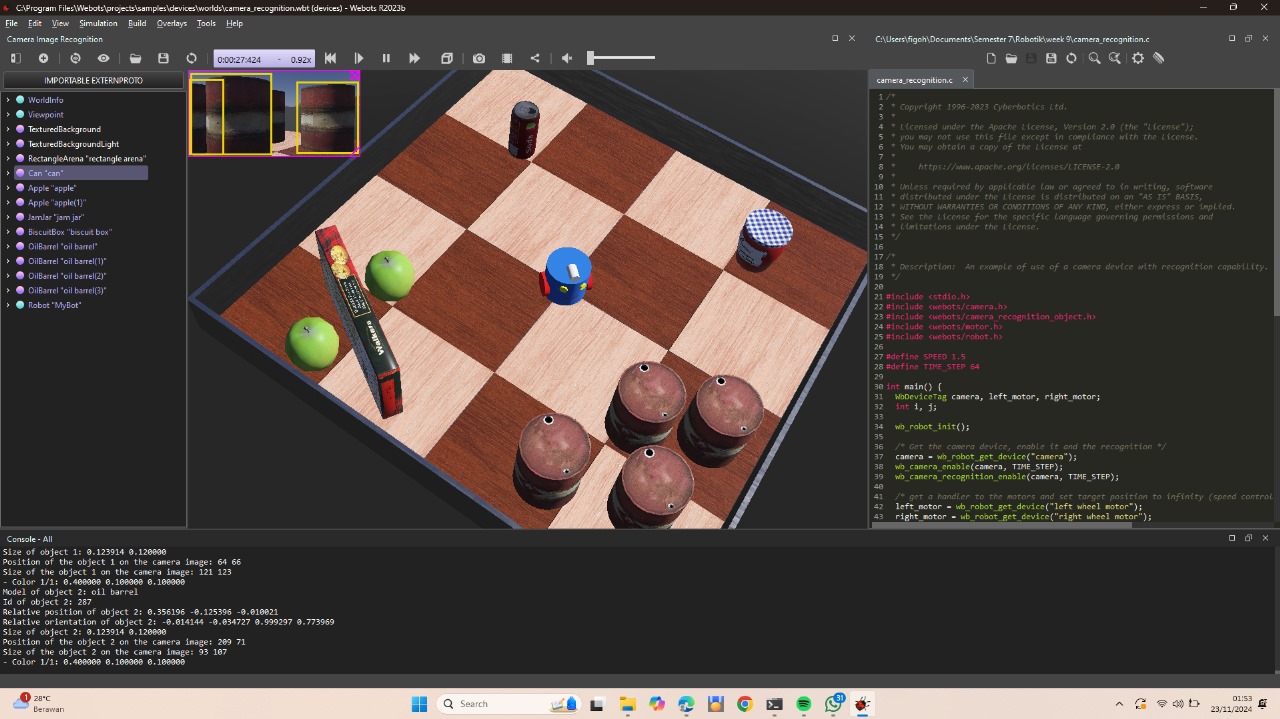 C:\Program Files\Webots\projects\samples\devices\worlds\camera_recognition.wbt (devices) - Webots R2023b
File Edit View Simulation Build Overlays Tools Help
Camera Image Recognition
0:00:27:424 - 0.92x
IMPORTABLE EXTERNPROTO
WorldInfo
Viewpoint
TexturedBackground
TexturedBackgroundLight
RectangleArena "rectangle arena"
Can "can"
Apple "apple"
Apple "apple(1)"
JamJar "jam jar"
BiscuitBox "biscuit box"
OilBarrel "oil barrel"
OilBarrel "oil barrel(1)"
OilBarrel "oil barrel(2)"
OilBarrel "oil barrel(3)"
Robot "MyBot"
Walkers
C:\Users\figoh\Documents\Semester 7\Robotik\week 9\camera_recognition.c
camera_recognition.c
1 /*
2 * Copyright 1996-2023 Cyberbotics Ltd.
3 *
4 * Licensed under the Apache License, Version 2.0 (the "License");
5 * you may not use this file except in compliance with the License.
6 * You may obtain a copy of the License at
7 *
8 *     https://www.apache.org/licenses/LICENSE-2.0
9 *
10 * Unless required by applicable law or agreed to in writing, software
11 * distributed under the License is distributed on an "AS IS" BASIS,
12 * WITHOUT WARRANTIES OR CONDITIONS OF ANY KIND, either express or implied.
13 * See the License for the specific language governing permissions and
14 * limitations under the License.
15 */
16
17 /*
18 * Description:  An example of use of a camera device with recognition capability.
19 */
20
21 #include <stdio.h>
22 #include <webots/camera.h>
23 #include <webots/camera_recognition_object.h>
24 #include <webots/motor.h>
25 #include <webots/robot.h>
26
27 #define SPEED 1.5
28 #define TIME_STEP 64
29
30 int main() {
31 WbDeviceTag camera, left_motor, right_motor;
32 int i, j;
33
34 wb_robot_init();
35
36 /* Get the camera device, enable it and the recognition */
37 camera = wb_robot_get_device("camera");
38 wb_camera_enable(camera, TIME_STEP);
39 wb_camera_recognition_enable(camera, TIME_STEP);
40
41 /* get a handler to the motors and set target position to infinity (speed control
42 left_motor = wb_robot_get_device("left wheel motor");
43 right_motor = wb_robot_get_device("right wheel motor");
Console - All
Size of object 1: 0.123914 0.120000
Position of the object 1 on the camera image: 64 66
Size of the object 1 on the camera image: 121 123
- Color 1/1: 0.400000 0.100000 0.100000
Model of object 2: oil barrel
Id of object 2: 287
Relative position of object 2: 0.356196 -0.125396 -0.010021
Relative orientation of object 2: -0.014144 -0.034727 0.999297 0.773969
Size of object 2: 0.123914 0.120000
Position of the object 2 on the camera image: 209 71
Size of the object 2 on the camera image: 93 107
- Color 1/1: 0.400000 0.100000 0.100000
1
28°C
Berawan
Search
31
01:53
23/11/2024